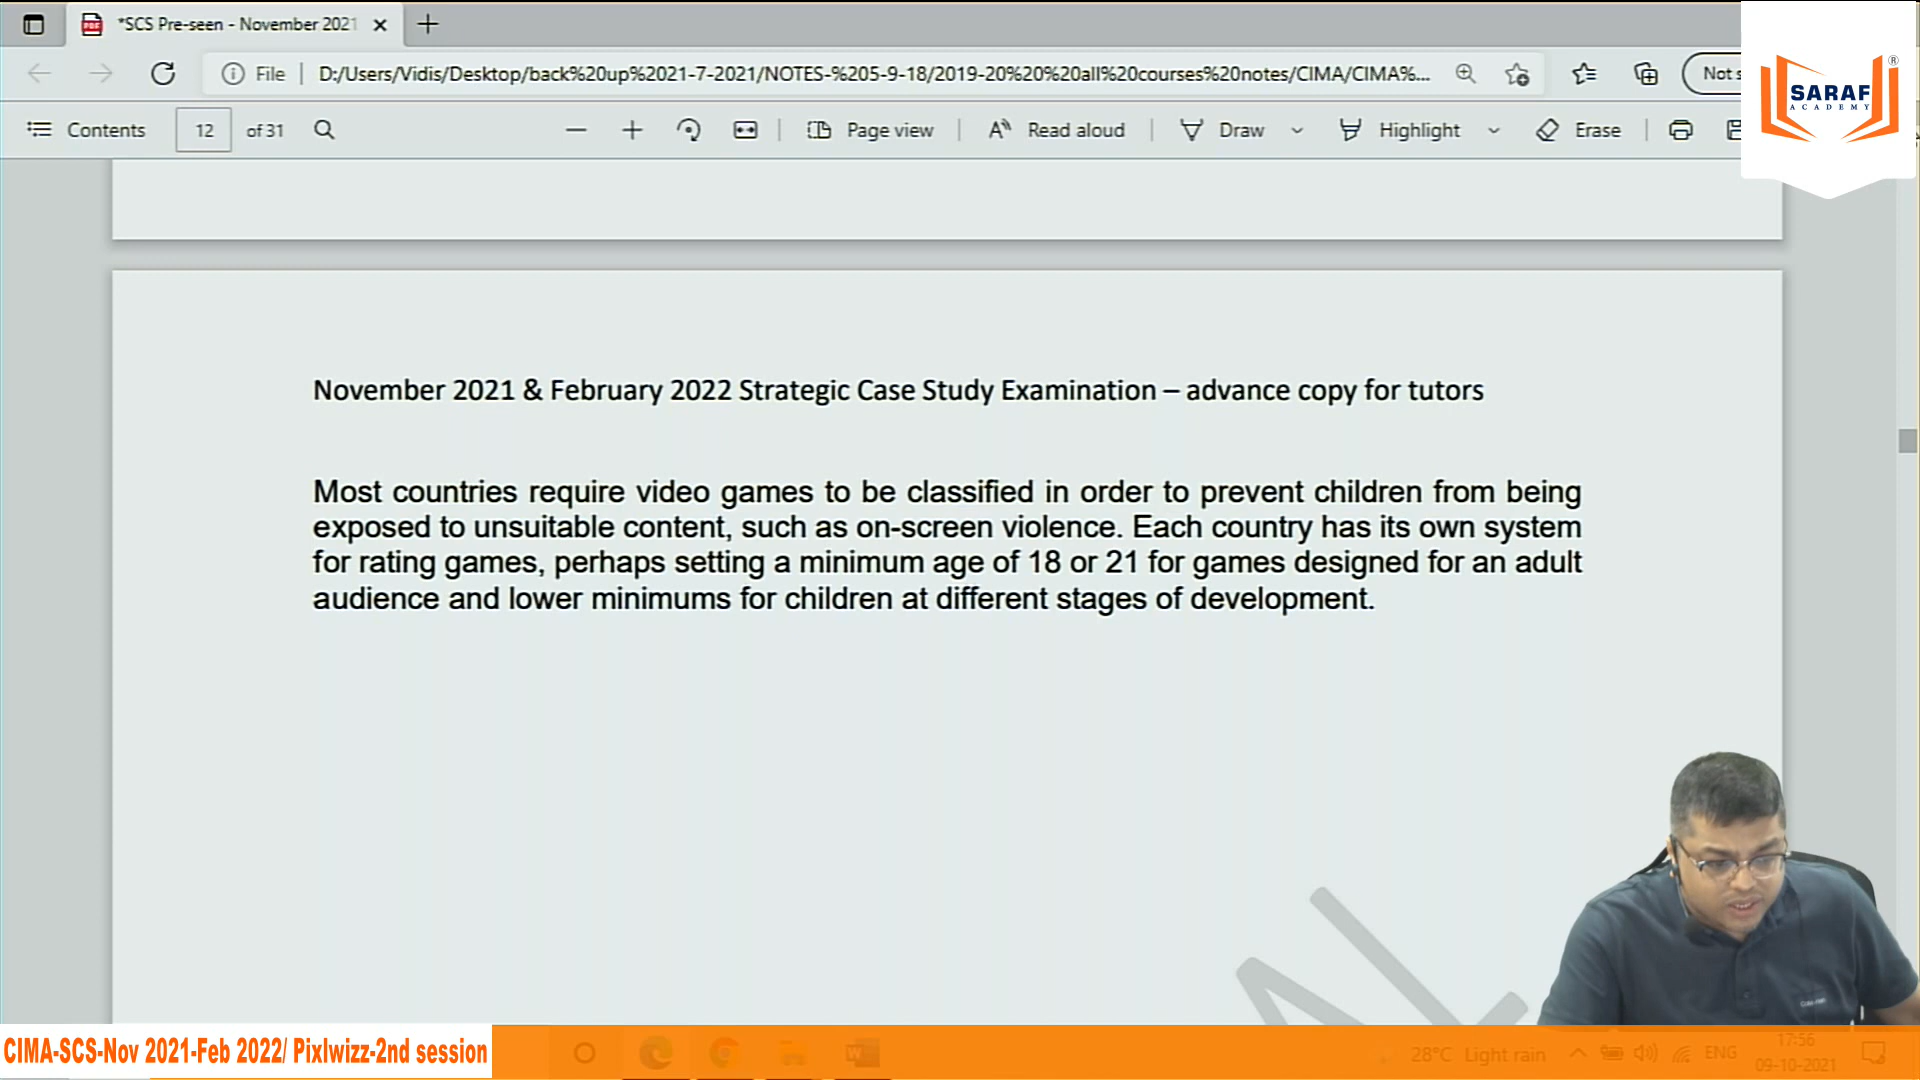 *SCS Pre-seen - November 2021
File
D:/Users/Vidis/Desktop/back%20up%2021-7-2021/NOTES-%205-9-18/2019-20%20%20all%20courses%20notes/CIMA/CIMA%...
Not s
SARAF
ACADEMY
®
Contents
12
of 31
Page view
Read aloud
Draw
Highlight
Erase
November 2021 & February 2022 Strategic Case Study Examination – advance copy for tutors
Most countries require video games to be classified in order to prevent children from being
exposed to unsuitable content, such as on-screen violence. Each country has its own system
for rating games, perhaps setting a minimum age of 18 or 21 for games designed for an adult
audience and lower minimums for children at different stages of development.
CIMA-SCS-Nov 2021-Feb 2022/ Pixlwizz-2nd session
28°C Light rain
ENG
17:56
09-10-2021